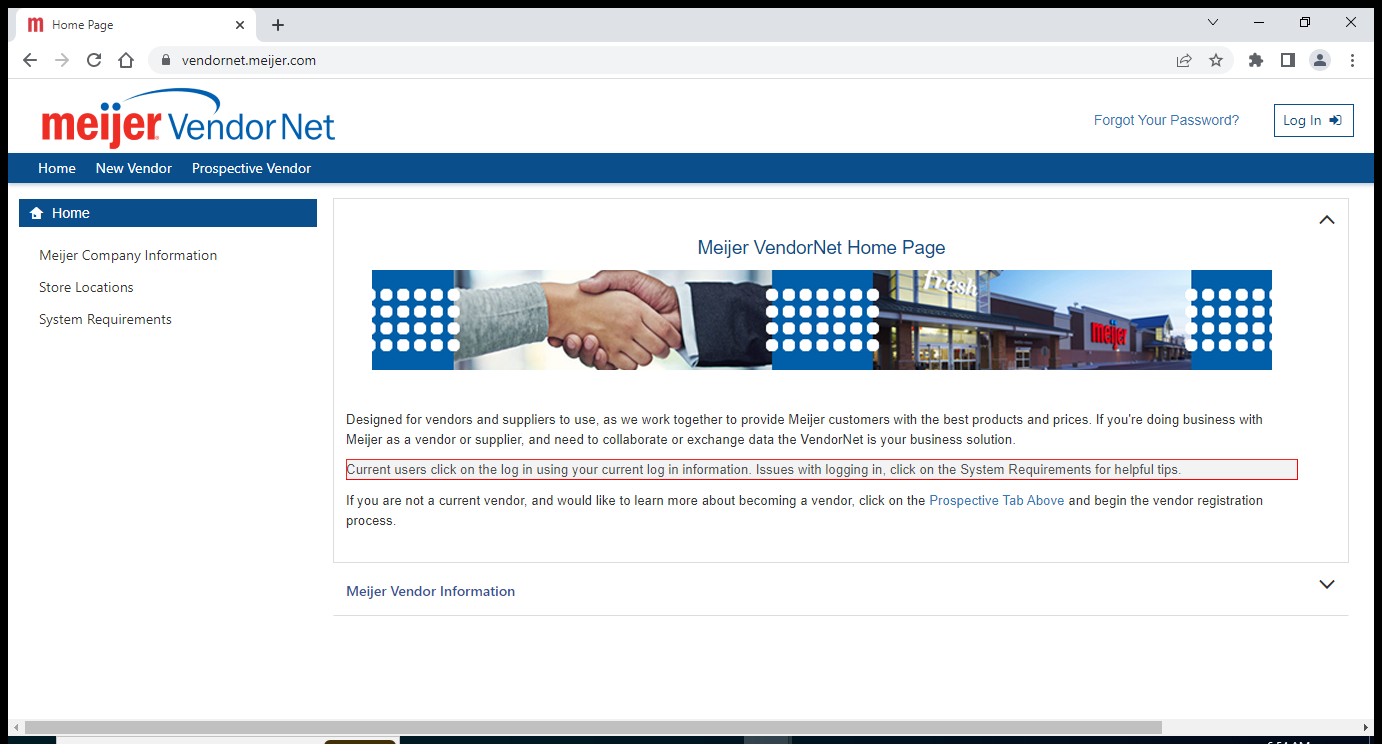 Home Page
vendornet.meijer.com
meijer VendorNet
Forgot Your Password?
Log In
Home New Vendor Prospective Vendor
Home
Meijer Company Information
Store Locations
System Requirements
Meijer VendorNet Home Page
fresh
meijer
Designed for vendors and suppliers to use, as we work together to provide Meijer customers with the best products and prices. If you're doing business with
Meijer as a vendor or supplier, and need to collaborate or exchange data the VendorNet is your business solution.
Current users click on the log in using your current log in information. Issues with logging in, click on the System Requirements for helpful tips.
If you are not a current vendor, and would like to learn more about becoming a vendor, click on the Prospective Tab Above and begin the vendor registration
process.
Meijer Vendor Information